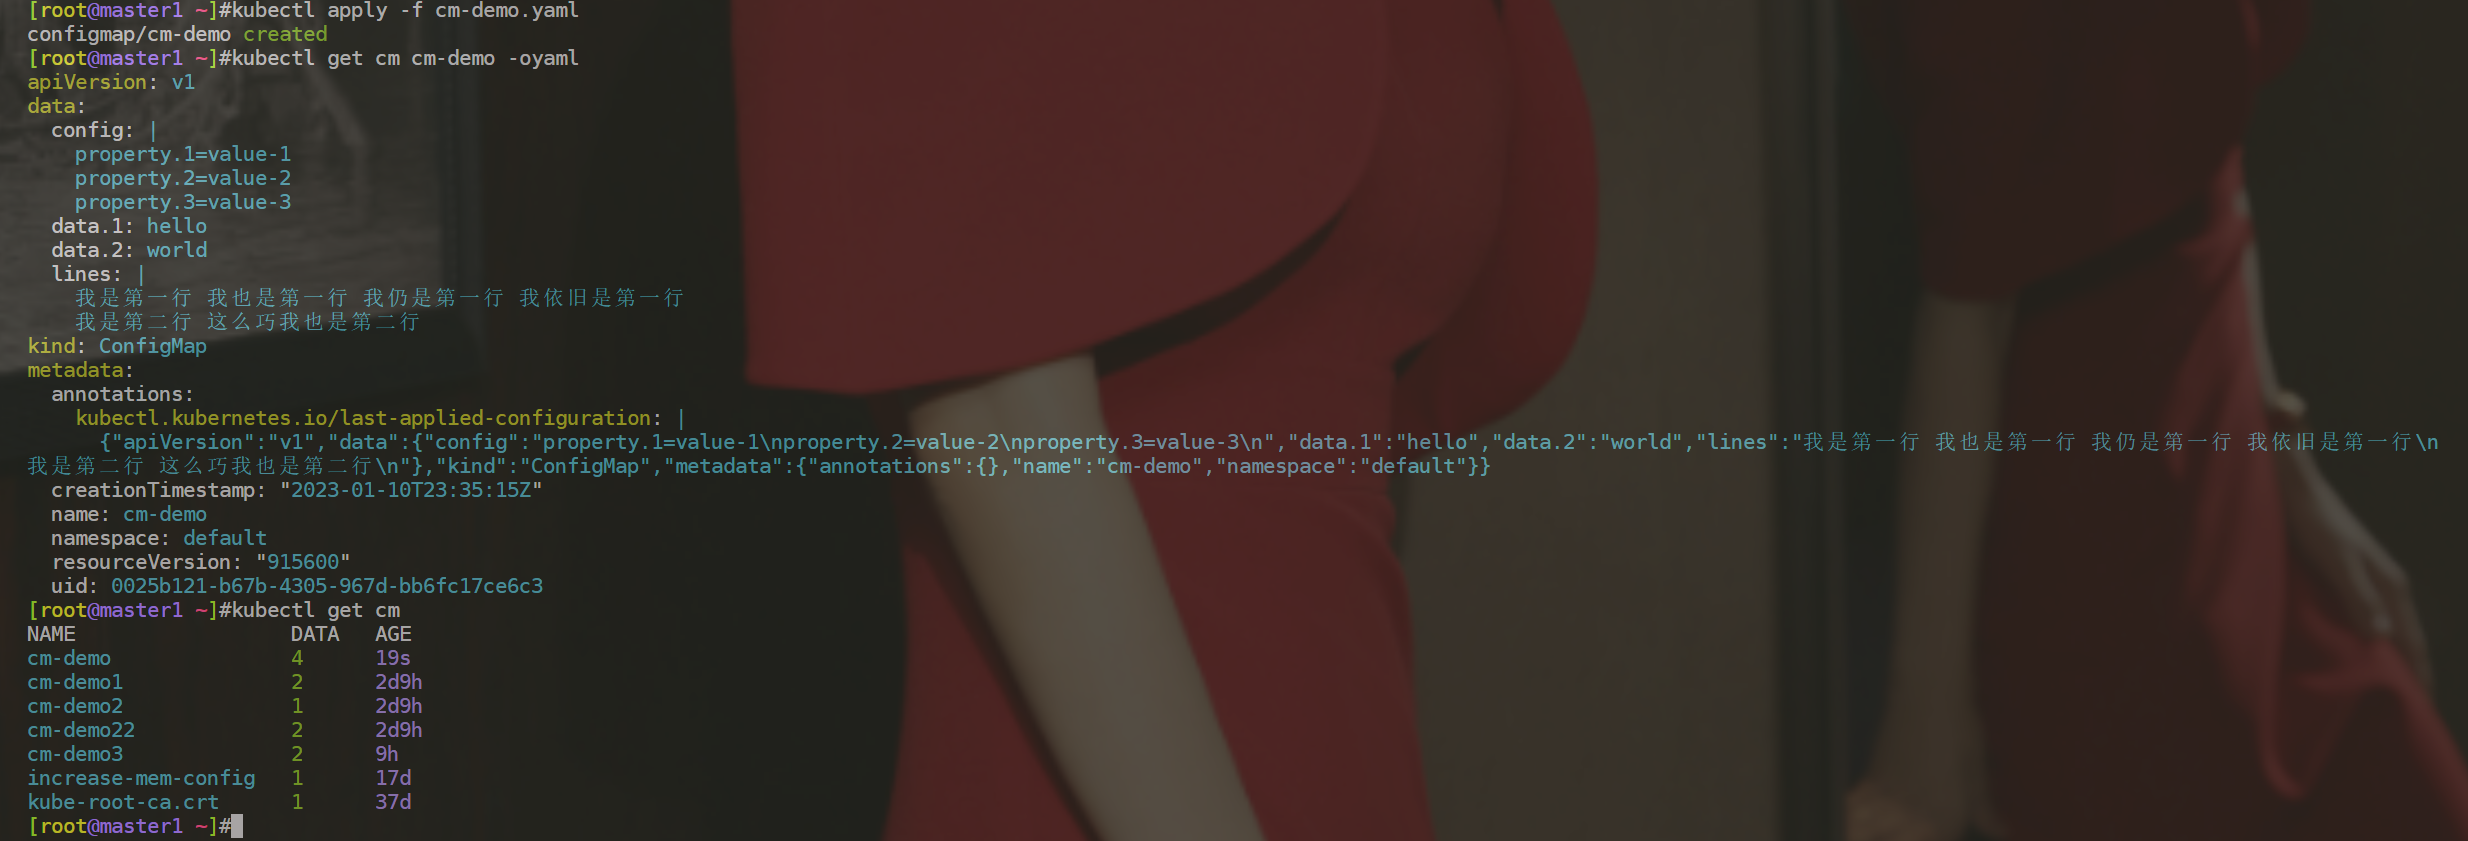 [root@master1 ~]#kubectl apply -f cm-demo.yaml
configmap/cm-demo created
[root@master1 ~]#kubectl get cm cm-demo -oyaml
apiVersion: v1
data:
  config: |
    property.1=value-1
    property.2=value-2
    property.3=value-3
  data.1: hello
  data.2: world
  lines: |
    我是第一行 我也是第一行 我仍是第一行 我依旧是第一行
    我是第二行 这么巧我也是第二行
kind: ConfigMap
metadata:
  annotations:
    kubectl.kubernetes.io/last-applied-configuration: |
      {"apiVersion":"v1","data":{"config":"property.1=value-1\nproperty.2=value-2\nproperty.3=value-3\n","data.1":"hello","data.2":"world","lines":"我是第一行 我也是第一行 我仍是第一行 我依旧是第一行\n
我是第二行 这么巧我也是第二行\n"},"kind":"ConfigMap","metadata":{"annotations":{},"name":"cm-demo","namespace":"default"}}
  creationTimestamp: "2023-01-10T23:35:15Z"
  name: cm-demo
  namespace: default
  resourceVersion: "915600"
  uid: 0025b121-b67b-4305-967d-bb6fc17ce6c3
[root@master1 ~]#kubectl get cm
NAME                  DATA   AGE
cm-demo               4      19s
cm-demo1              2      2d9h
cm-demo2              1      2d9h
cm-demo22             2      2d9h
cm-demo3              2      9h
increase-mem-config   1      17d
kube-root-ca.crt      1      37d
[root@master1 ~]#